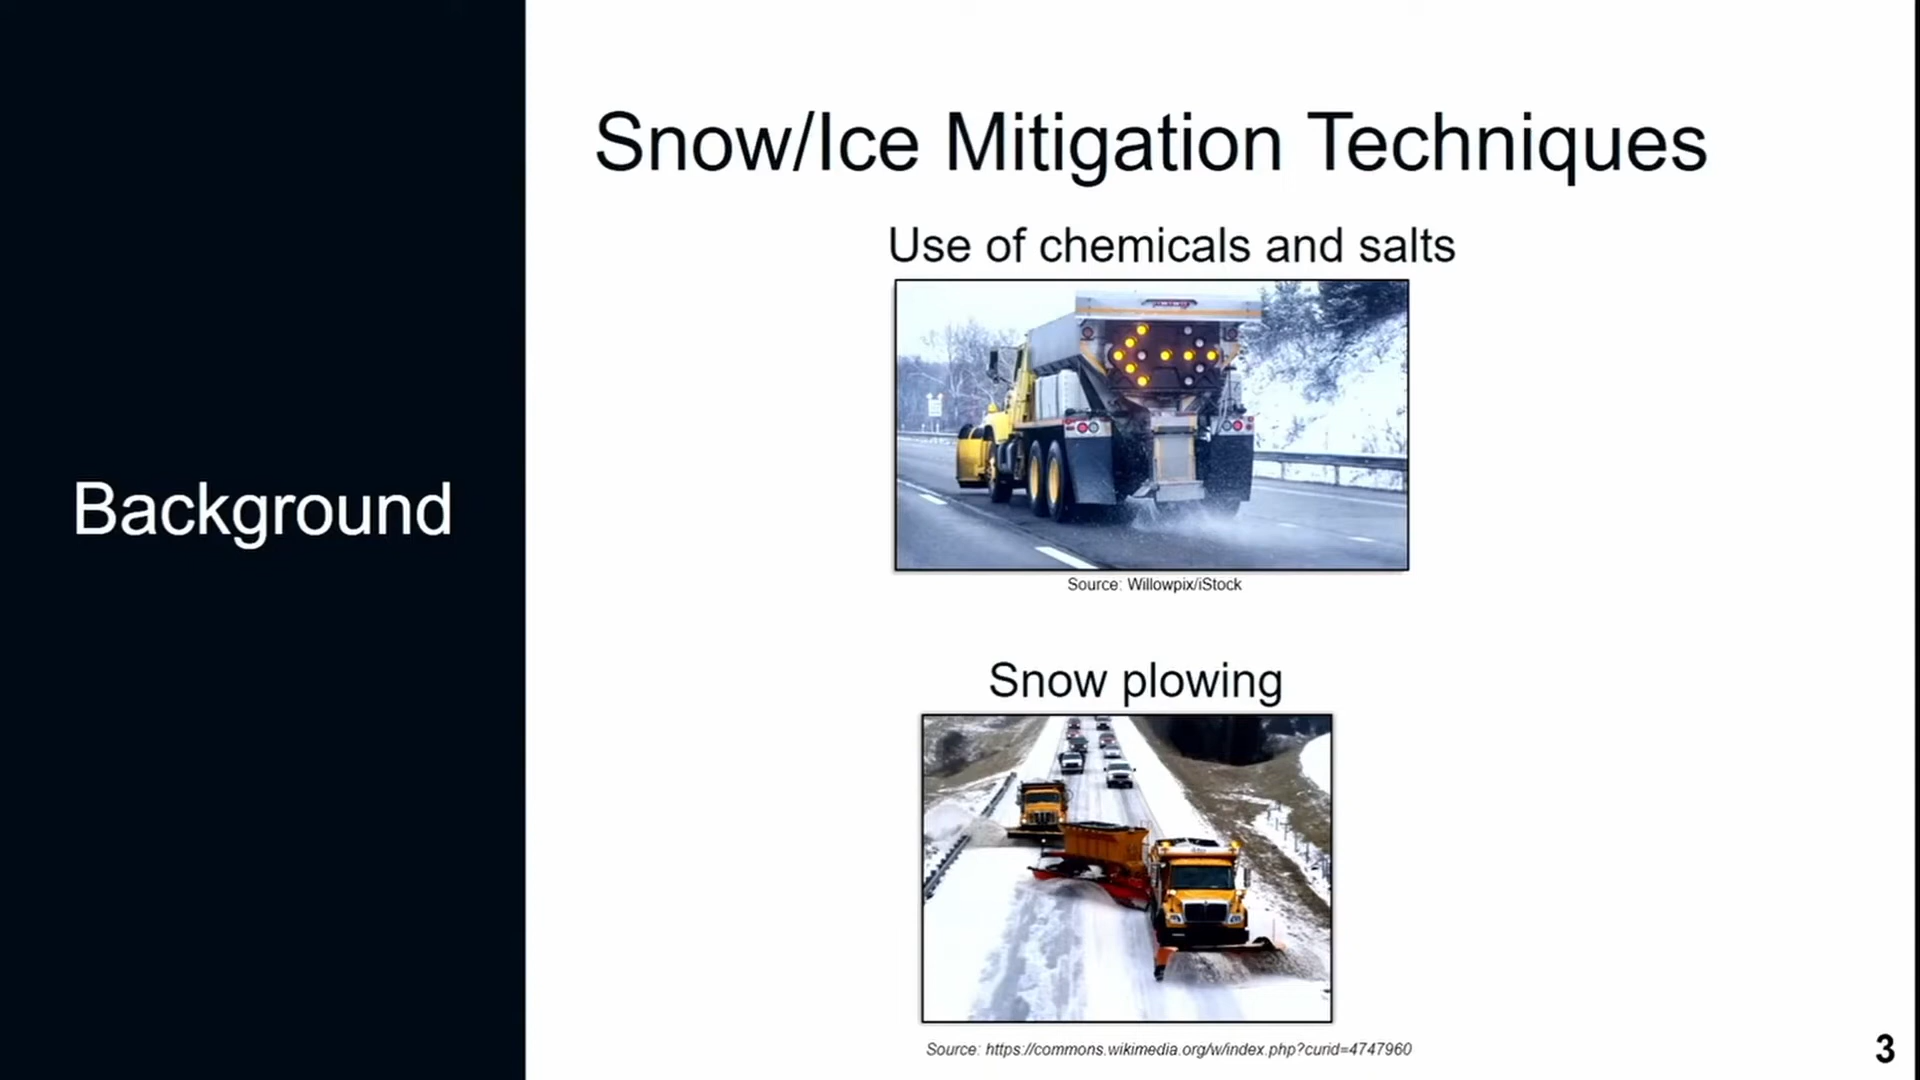 Background
Snow/Ice Mitigation Techniques
Use of chemicals and salts
Source: Willowpix/iStock
Snow plowing
Source: https://commons.wikimedia.org/w/index.php?curid=4747960
3